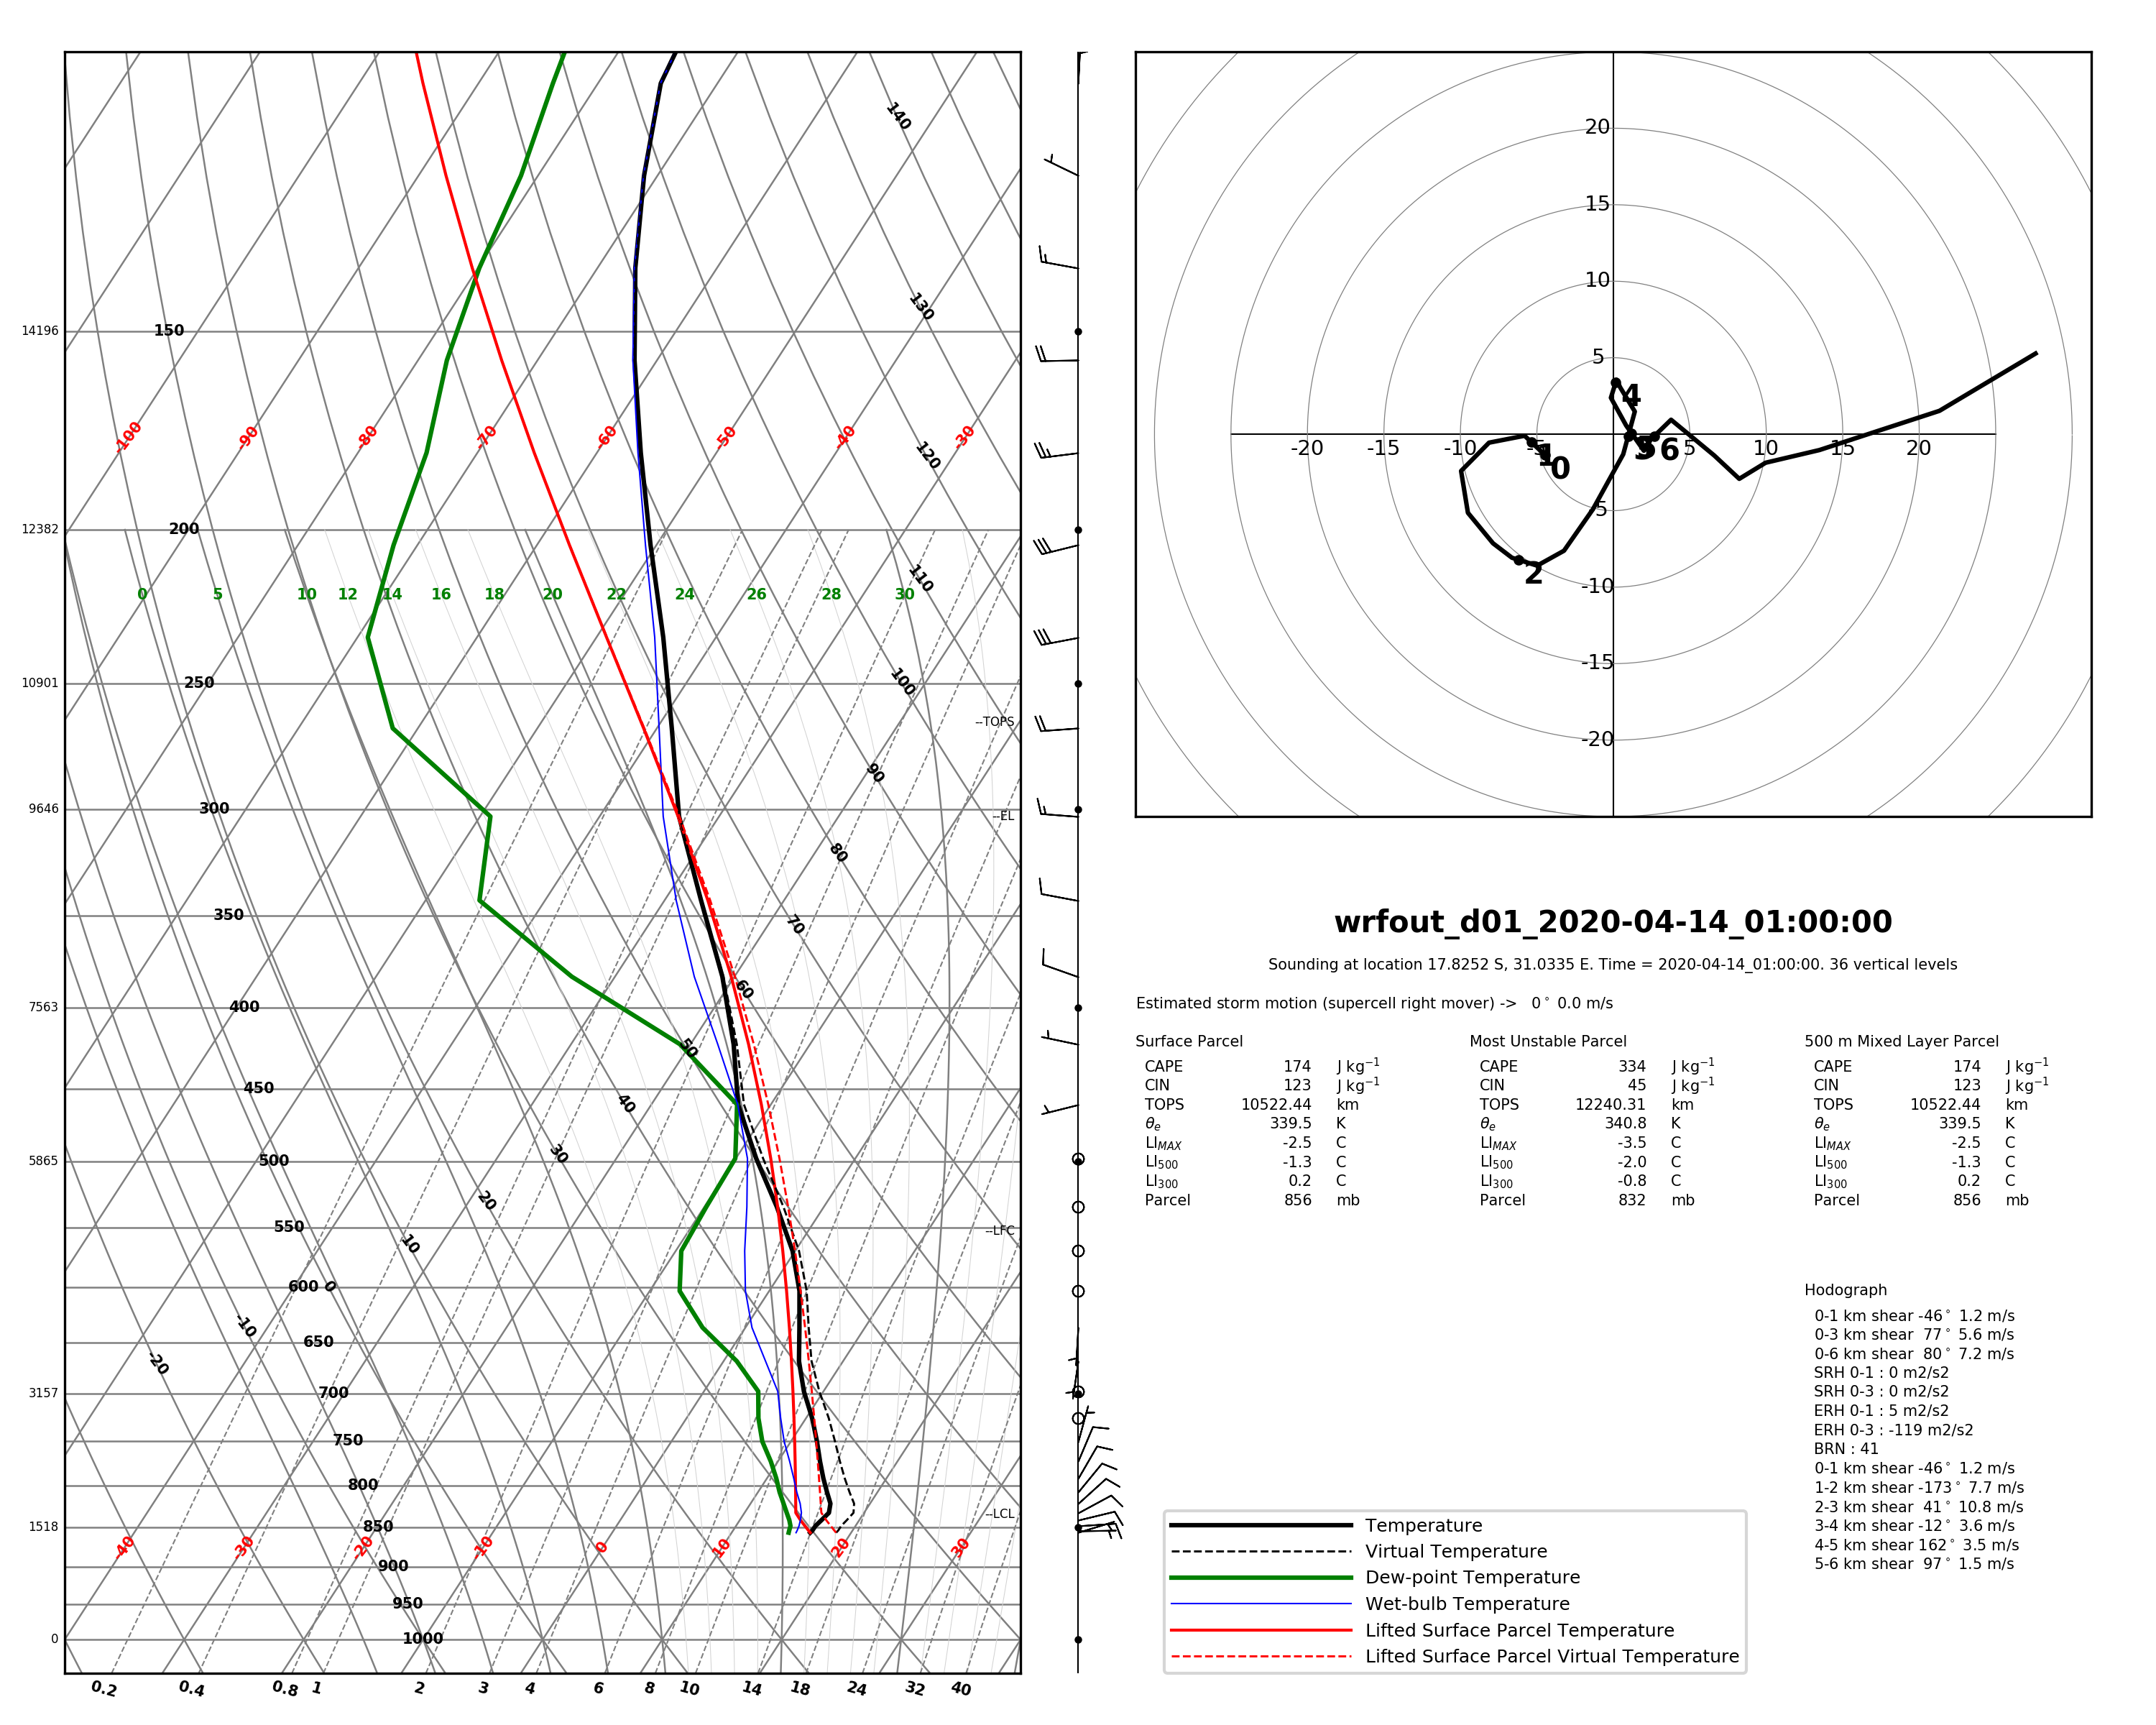 140
130
120
110
100
90
80
70
60
50
40
30
20
10
0
-10
-20
14196 150
-100 -90 -80 -70 -60 -50 -40 -30
12382 200
0 5 10 12 14 16 18 20 22 24 26 28 30
10901 250
--TOPS
9646 300
--EL
350
7563 400
450
5865 500
550
--LFC
600
650
3157 700
750
800
--LCL
1518 850
-40 -30 -20 -10 0 10 20 30
900
950
0 1000
0.2 0.4 0.8 1 2 3 4 6 8 10 14 18 24 32 40
20
15
10
5
-20 -15 -10 -5 5 10 15 20
-5
-10
-15
-20
0 1 2 3 4 5 6
wrfout_d01_2020-04-14_01:00:00
Sounding at location 17.8252 S, 31.0335 E. Time = 2020-04-14_01:00:00. 36 vertical levels
Estimated storm motion (supercell right mover) -> 0° 0.0 m/s
Surface Parcel
CAPE 174 J kg⁻¹
CIN 123 J kg⁻¹
TOPS 10522.44 km
θe 339.5 K
LIMAX -2.5 C
LI500 -1.3 C
LI300 0.2 C
Parcel 856 mb
Most Unstable Parcel
CAPE 334 J kg⁻¹
CIN 45 J kg⁻¹
TOPS 12240.31 km
θe 340.8 K
LIMAX -3.5 C
LI500 -2.0 C
LI300 -0.8 C
Parcel 832 mb
500 m Mixed Layer Parcel
CAPE 174 J kg⁻¹
CIN 123 J kg⁻¹
TOPS 10522.44 km
θe 339.5 K
LIMAX -2.5 C
LI500 -1.3 C
LI300 0.2 C
Parcel 856 mb
Hodograph
0-1 km shear -46° 1.2 m/s
0-3 km shear 77° 5.6 m/s
0-6 km shear 80° 7.2 m/s
SRH 0-1 : 0 m2/s2
SRH 0-3 : 0 m2/s2
ERH 0-1 : 5 m2/s2
ERH 0-3 : -119 m2/s2
BRN : 41
0-1 km shear -46° 1.2 m/s
1-2 km shear -173° 7.7 m/s
2-3 km shear 41° 10.8 m/s
3-4 km shear -12° 3.6 m/s
4-5 km shear 162° 3.5 m/s
5-6 km shear 97° 1.5 m/s
Temperature
Virtual Temperature
Dew-point Temperature
Wet-bulb Temperature
Lifted Surface Parcel Temperature
Lifted Surface Parcel Virtual Temperature